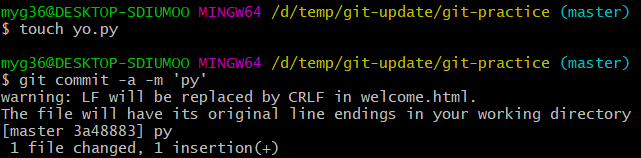 myg36@DESKTOP-SDIUMOO MINGW64 /d/temp/git-update/git-practice (master)
$ touch yo.py
myg36@DESKTOP-SDIUMOO MINGW64 /d/temp/git-update/git-practice (master)
$ git commit -a -m 'py'
warning: LF will be replaced by CRLF in welcome.html.
The file will have its original line endings in your working directory
[master 3a48883] py
1 file changed, 1 insertion(+)